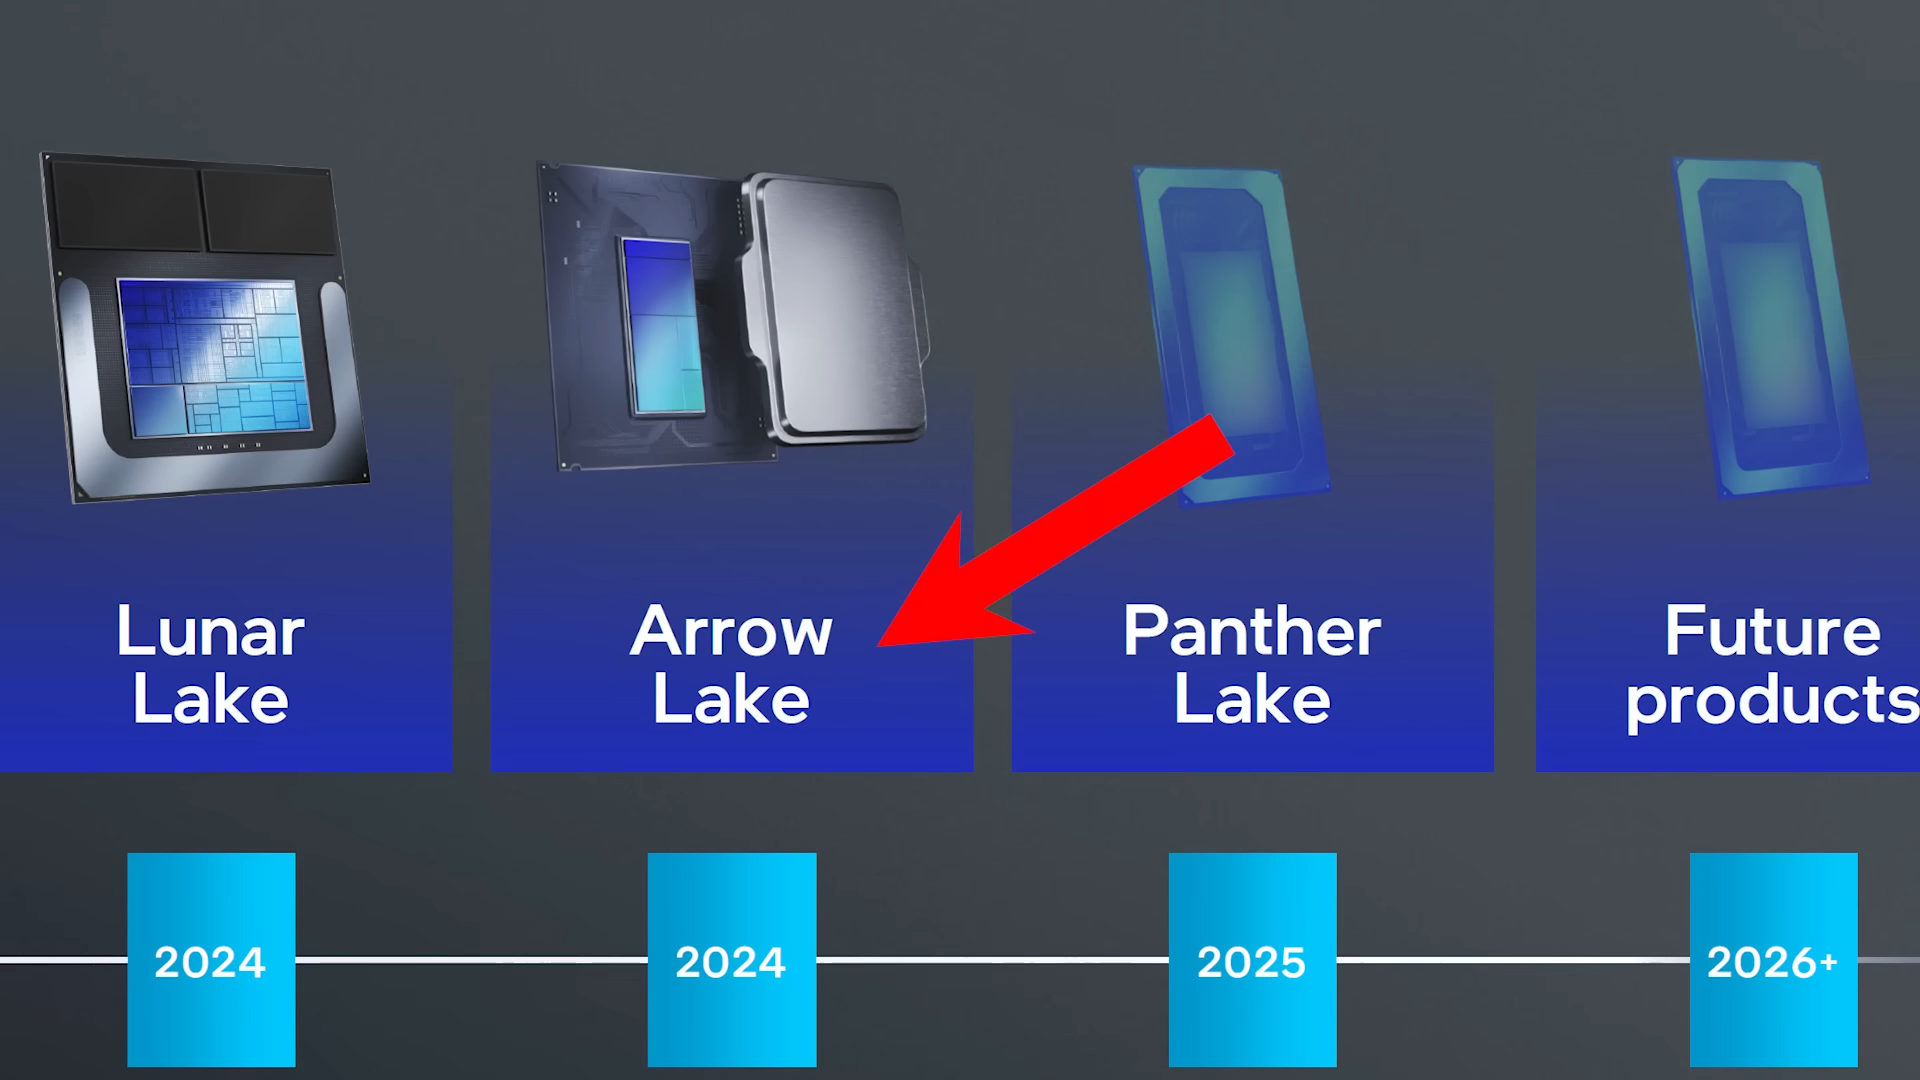 Lunar
Lake
Arrow
Lake
Panther
Lake
Future
products
2024
2024
2025
2026+